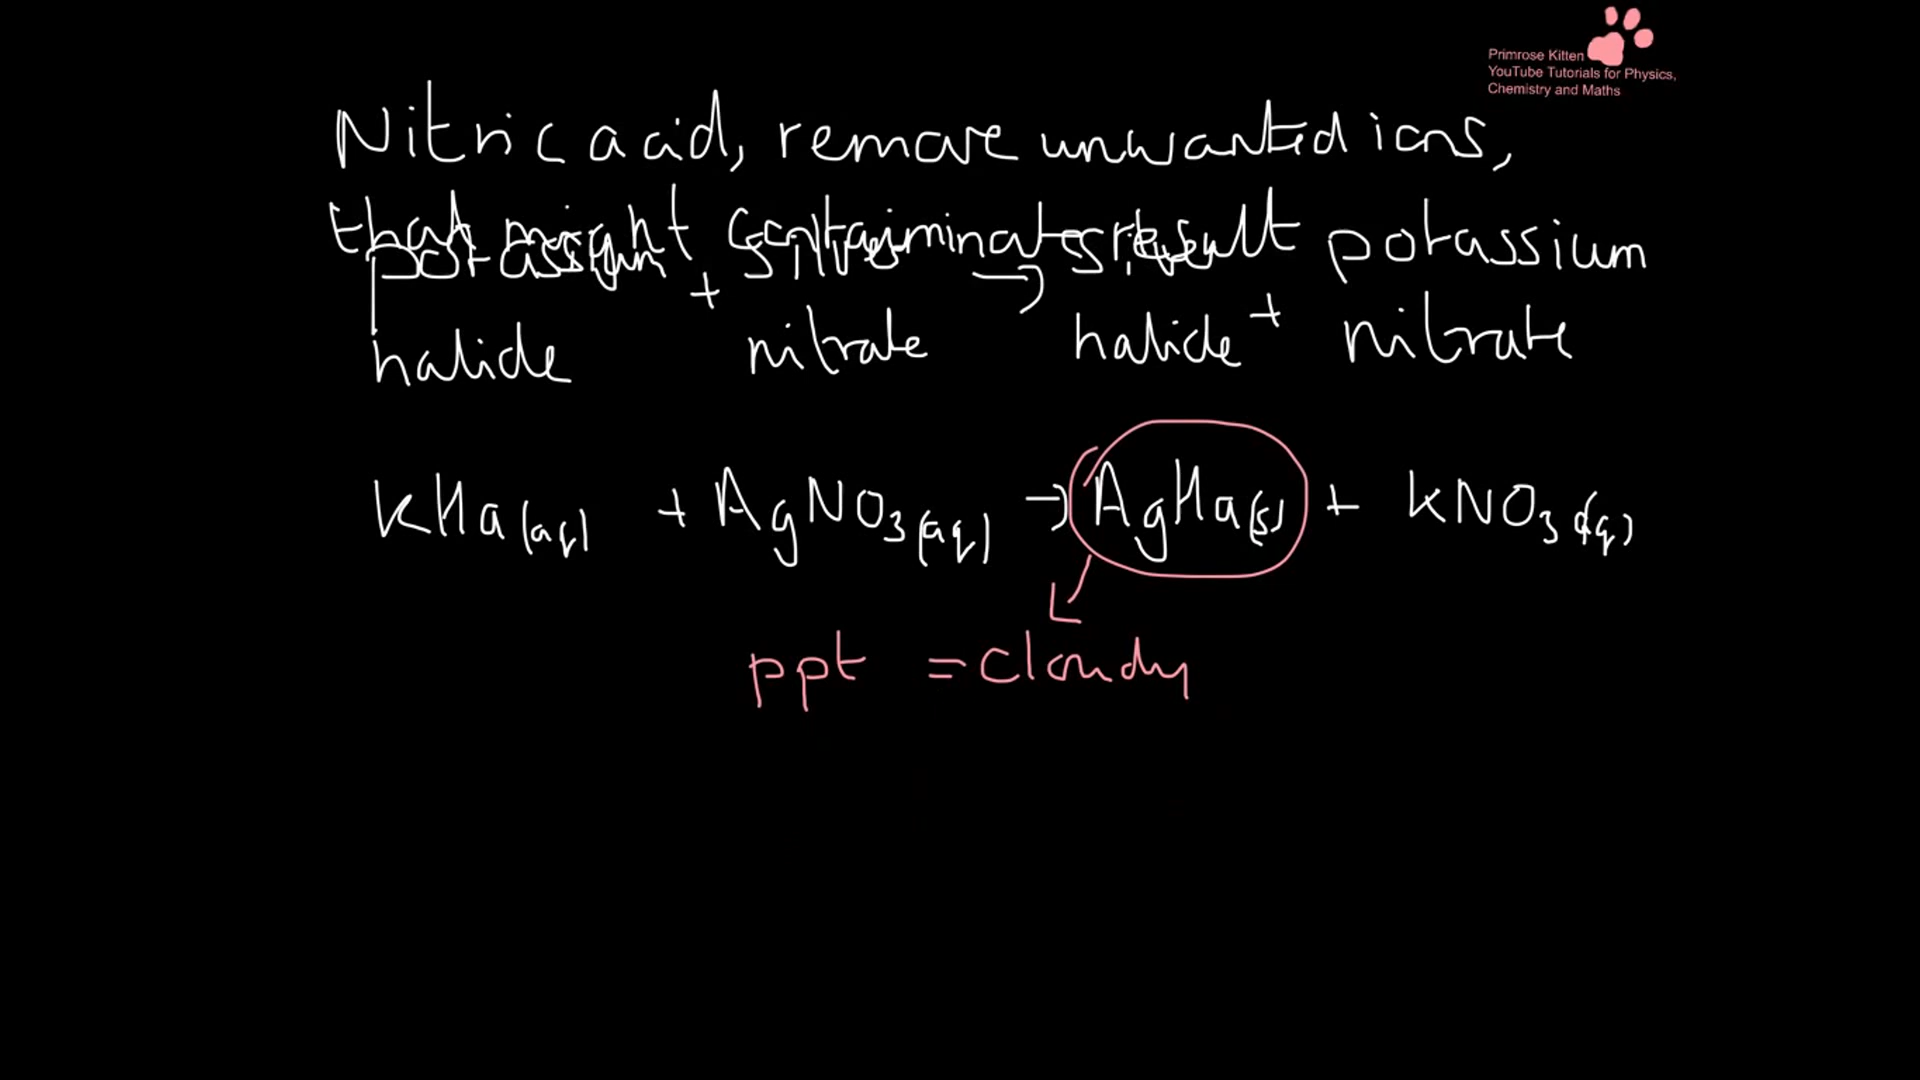 Primrose Kitten
YouTube Tutorials for Physics,
Chemistry and Maths
Nitric acid, remove unwanted ions,
that might contaminate result
potassium + silver → silver potassium
halide nitrate halide + nitrate
KHa(aq) + AgNO3(aq) → AgHa(s) + KNO3(aq)
ppt = cloudy